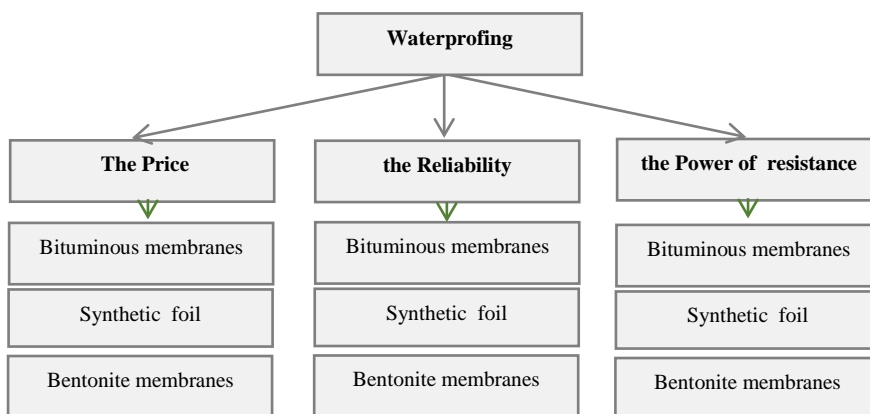 Waterprofing
The Price
the Reliability
the Power of resistance
Bituminous membranes
Bituminous membranes
Bituminous membranes
Synthetic foil
Synthetic foil
Synthetic foil
Bentonite membranes
Bentonite membranes
Bentonite membranes